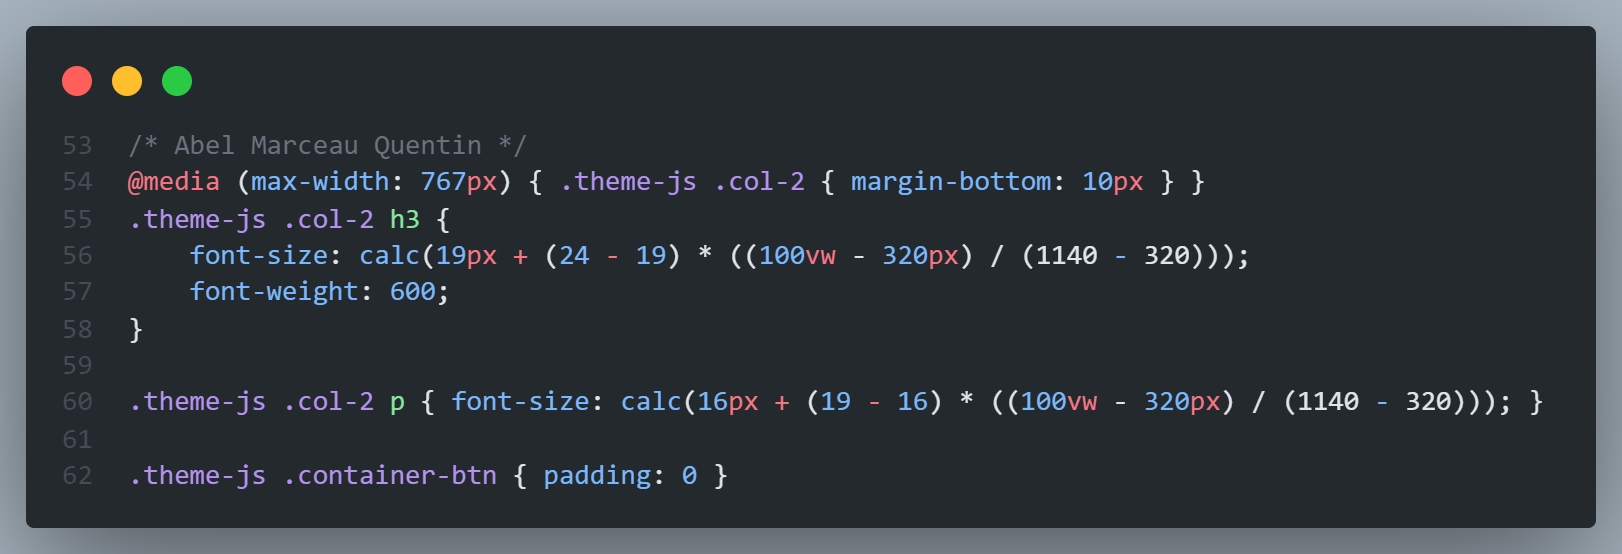 53 /* Abel Marceau Quentin */
54 @media (max-width: 767px) { .theme-js .col-2 { margin-bottom: 10px } }
55 .theme-js .col-2 h3 {
56     font-size: calc(19px + (24 - 19) * ((100vw - 320px) / (1140 - 320)));
57     font-weight: 600;
58 }
59
60 .theme-js .col-2 p { font-size: calc(16px + (19 - 16) * ((100vw - 320px) / (1140 - 320))); }
61
62 .theme-js .container-btn { padding: 0 }